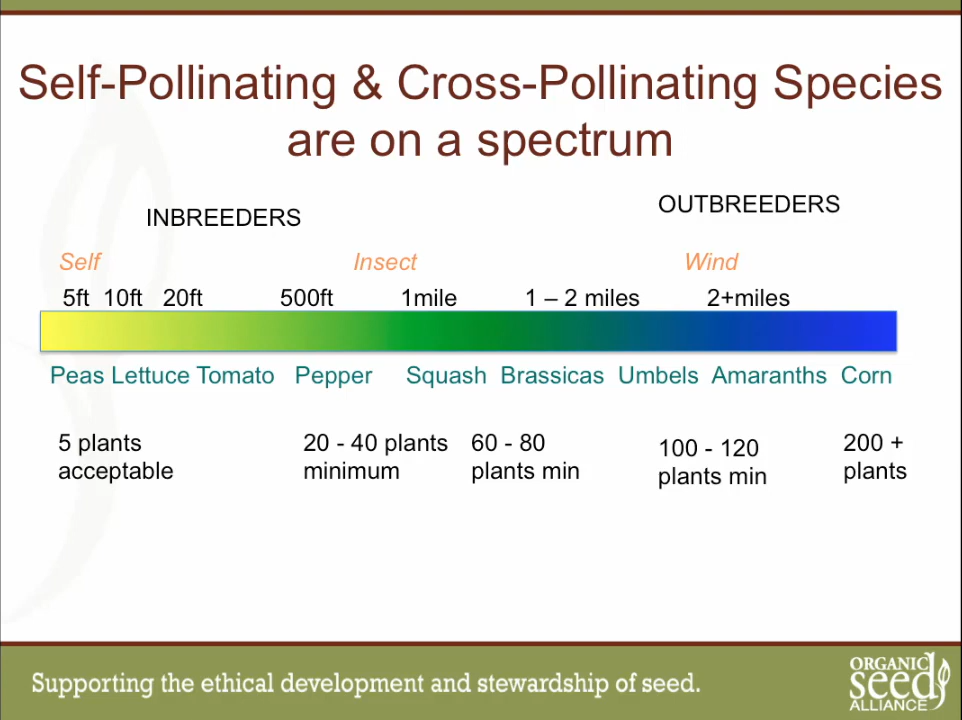 Self-Pollinating & Cross-Pollinating Species
are on a spectrum
INBREEDERS
OUTBREEDERS
Self
Insect
Wind
5ft 10ft 20ft 500ft 1mile 1 – 2 miles 2+miles
Peas Lettuce Tomato Pepper Squash Brassicas Umbels Amaranths Corn
5 plants
acceptable
20 - 40 plants
minimum
60 - 80
plants min
100 - 120
plants min
200 +
plants
Supporting the ethical development and stewardship of seed.
ORGANIC
seed
ALLIANCE